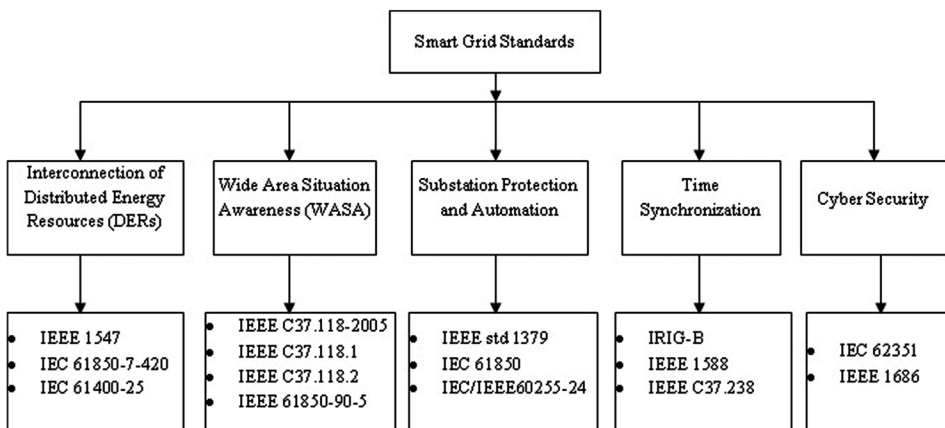 Smart Grid Standards
Interconnection of
Distributed Energy
Resources (DERs)
Wide Area Situation
Awareness (WASA)
Substation Protection
and Automation
Time
Synchronization
Cyber Security
• IEEE 1547
• IEC 61850-7-420
• IEC 61400-25
• IEEE C37.118-2005
• IEEE C37.118.1
• IEEE C37.118.2
• IEEE 61850-90-5
• IEEE std 1379
• IEC 61850
• IEC/IEEE60255-24
• IRIG-B
• IEEE 1588
• IEEE C37.238
• IEC 62351
• IEEE 1686